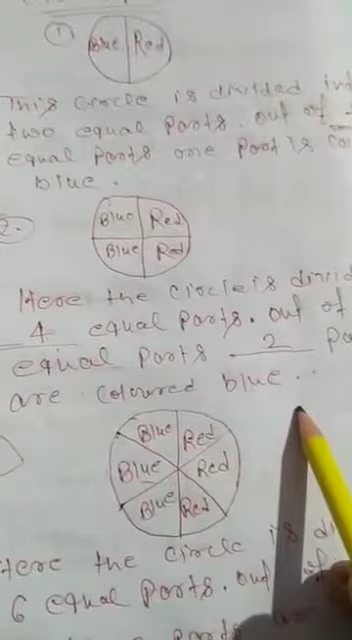 1
Blue Red
This circle is divided
two equal parts. out of
equal parts one part is
blue.
2.
Blue Red
Blue Red
Here the circle is
4 equal parts. out of
equal parts 2
are coloured blue.
Blue Red
Blue Red
Blue Red
Here the circle is
6 equal parts. out of